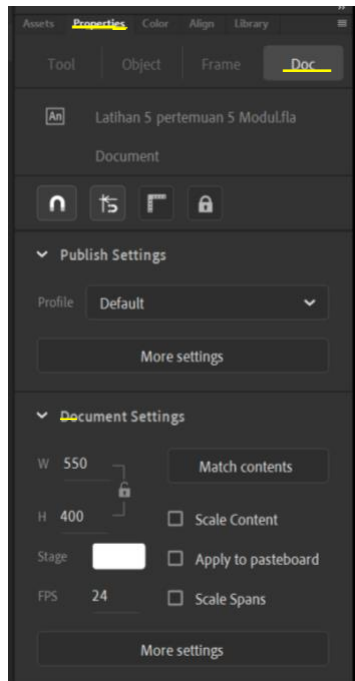 Assets Properties Color Align Library
Tool Object Frame Doc
An Latihan 5 pertemuan 5 Modul.fla
Document
Publish Settings
Profile Default
More settings
Document Settings
W 550 Match contents
H 400 Scale Content
Stage Apply to pasteboard
FPS 24 Scale Spans
More settings